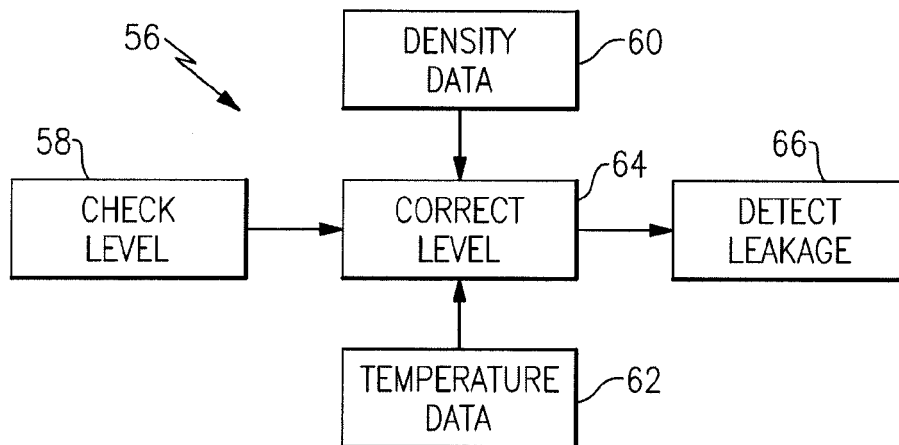 56
DENSITY
DATA
60
58
CHECK
LEVEL
CORRECT
LEVEL
64
66
DETECT
LEAKAGE
TEMPERATURE
DATA
62